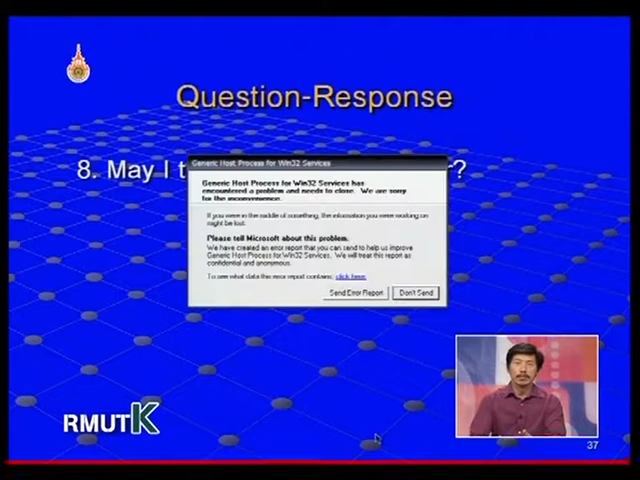 Question-Response
8. May I t r?
Generic Host Process for Win32 Services
Generic Host Process for Win32 Services has
encountered a problem and needs to close. We are sorry
for the inconvenience.
If you were in the middle of something, the information you were working on
might be lost.
Please tell Microsoft about this problem.
We have created an error report that you can send to help us improve
Generic Host Process for Win32 Services. We will treat this report as
confidential and anonymous.
To see what data this error report contains, click here.
Send Error Report Don't Send
RMUTK
37